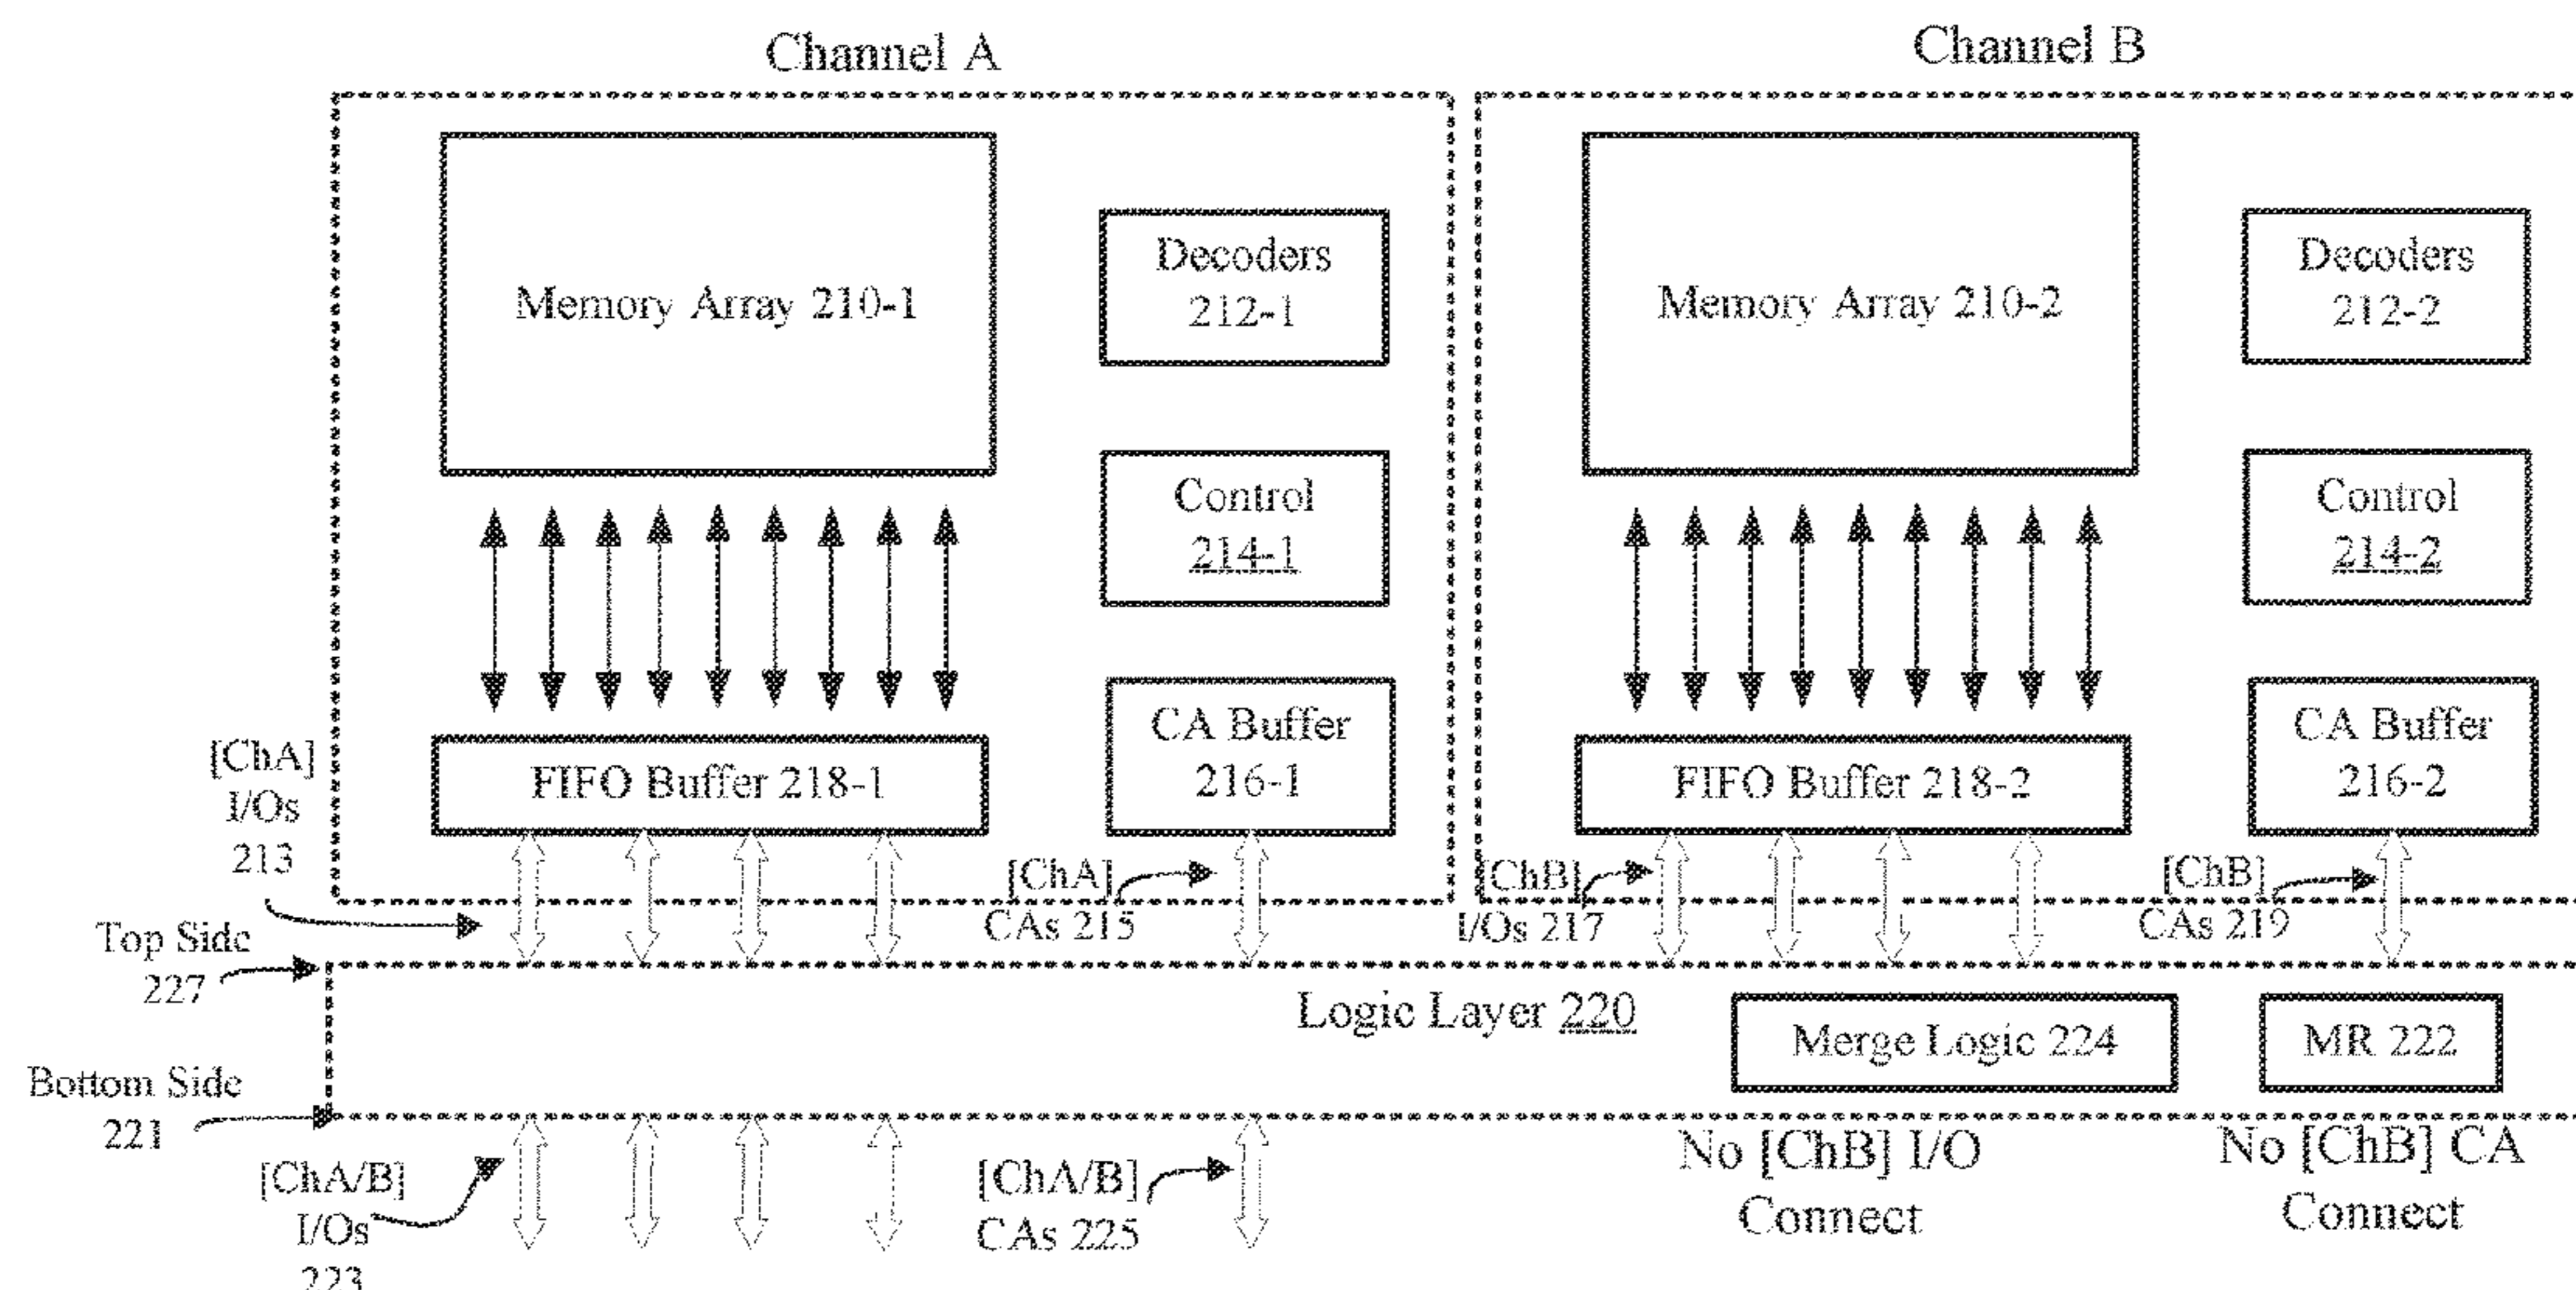 Channel A
Channel B
Memory Array 210-1
Decoders
212-1
Memory Array 210-2
Decoders
212-2
Control
214-1
Control
214-2
[ChA]
I/Os
213
FIFO Buffer 218-1
CA Buffer
216-1
FIFO Buffer 218-2
CA Buffer
216-2
[ChA]
CAs 215
[ChB]
I/Os 217
[ChB]
CAs 219
Top Side
227
Logic Layer 220
Merge Logic 224
MR 222
Bottom Side
221
[ChA/B]
I/Os
223
[ChA/B]
CAs 225
No [ChB] I/O
Connect
No [ChB] CA
Connect